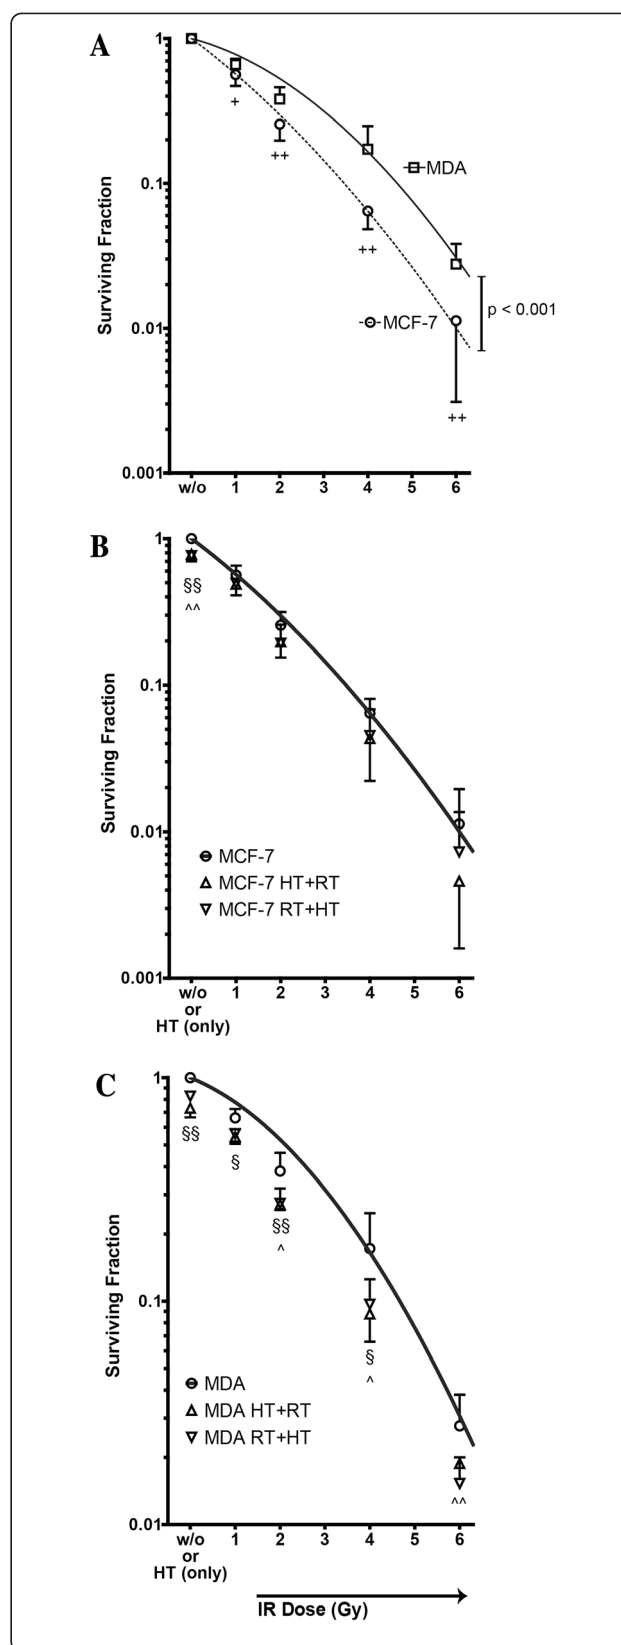 A
1
0.1
0.01
0.001
Surviving Fraction
+
++
++
++
MDA
MCF-7
p < 0.001
w/o 1 2 3 4 5 6
B
1
0.1
0.01
0.001
Surviving Fraction
§§
^^
MCF-7
MCF-7 HT+RT
MCF-7 RT+HT
w/o 1 2 3 4 5 6
or
HT (only)
C
1
0.1
0.01
Surviving Fraction
§§
§
§§
^
§
^
^^
MDA
MDA HT+RT
MDA RT+HT
w/o 1 2 3 4 5 6
or
HT (only)
IR Dose (Gy)